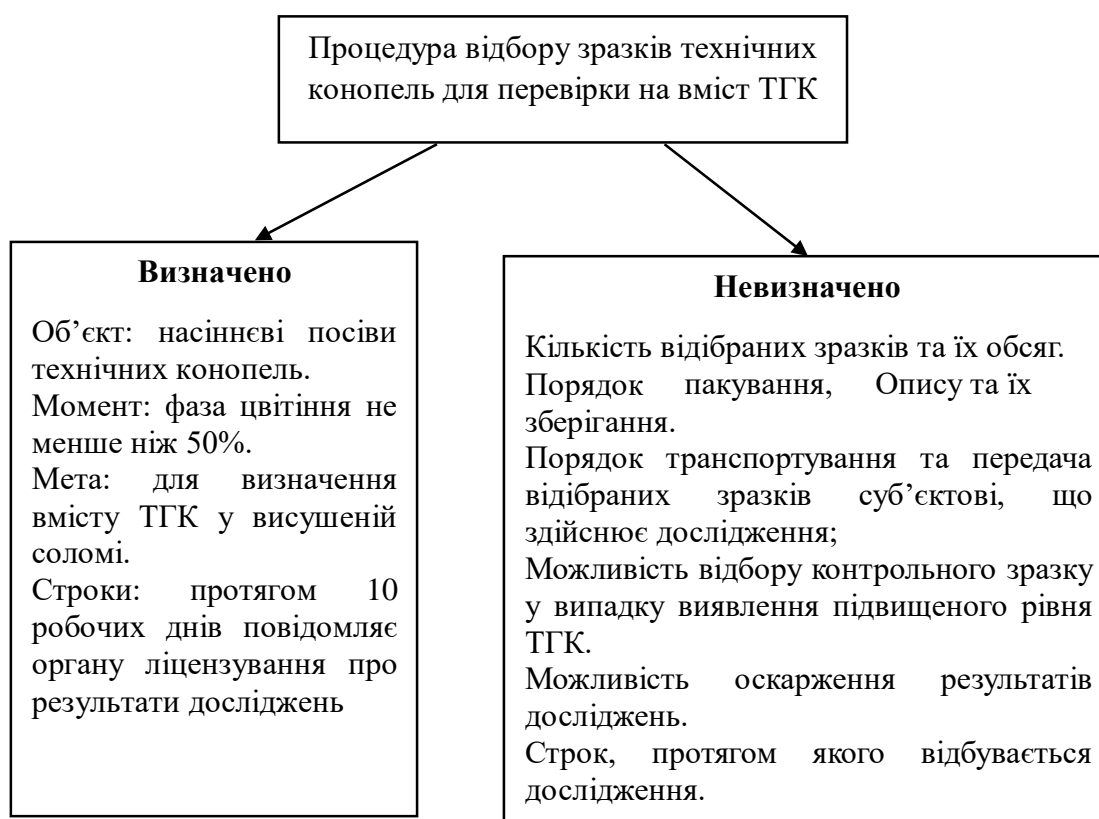 Процедура відбору зразків технічних
конопель для перевірки на вміст ТГК
Визначено
Об’єкт: насіннєві посіви
технічних конопель.
Момент: фаза цвітіння не
менше ніж 50%.
Мета: для визначення
вмісту ТГК у висушеній
соломі.
Строки: протягом 10
робочих днів повідомляє
органу ліцензування про
результати досліджень
Невизначено
Кількість відібраних зразків та їх обсяг.
Порядок пакування, Опису та їх
зберігання.
Порядок транспортування та передача
відібраних зразків суб’єктові, що
здійснює дослідження;
Можливість відбору контрольного зразку
у випадку виявлення підвищеного рівня
ТГК.
Можливість оскарження результатів
досліджень.
Строк, протягом якого відбувається
дослідження.